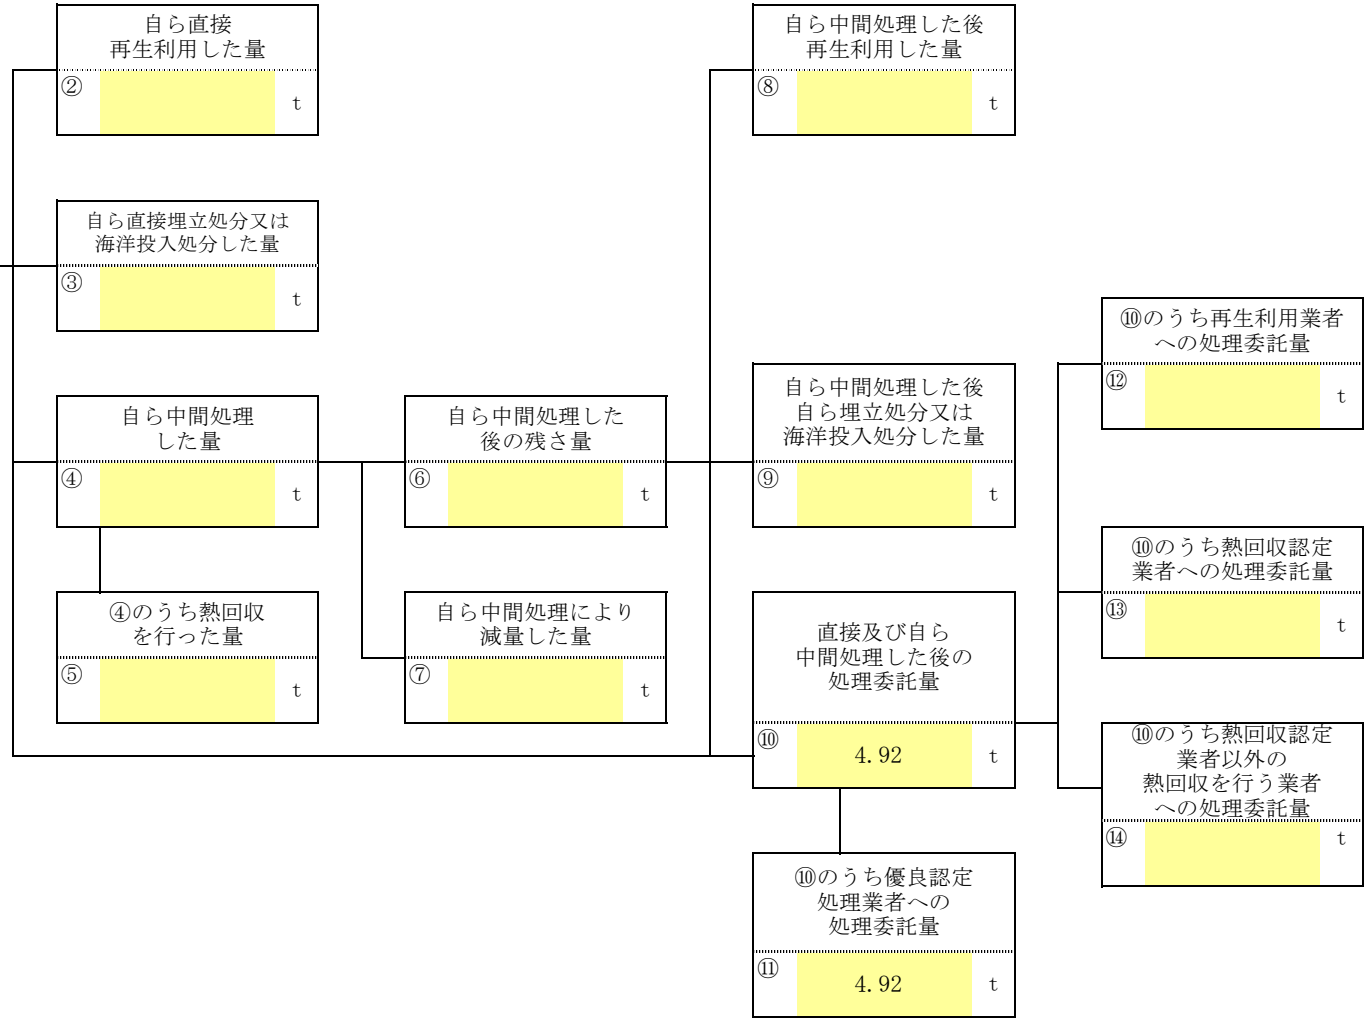 自ら直接
再生利用した量
②
t
自ら中間処理した後
再生利用した量
⑧
t
自ら直接埋立処分又は
海洋投入処分した量
③
t
⑩のうち再生利用業者
への処理委託量
⑫
t
自ら中間処理
した量
④
t
自ら中間処理した
後の残さ量
⑥
t
自ら中間処理した後
自ら埋立処分又は
海洋投入処分した量
⑨
t
⑩のうち熱回収認定
業者への処理委託量
⑬
t
④のうち熱回収
を行った量
⑤
t
自ら中間処理により
減量した量
⑦
t
直接及び自ら
中間処理した後の
処理委託量
⑩
4.92
t
⑩のうち熱回収認定
業者以外の
熱回収を行う業者
への処理委託量
⑭
t
⑩のうち優良認定
処理業者への
処理委託量
⑪
4.92
t